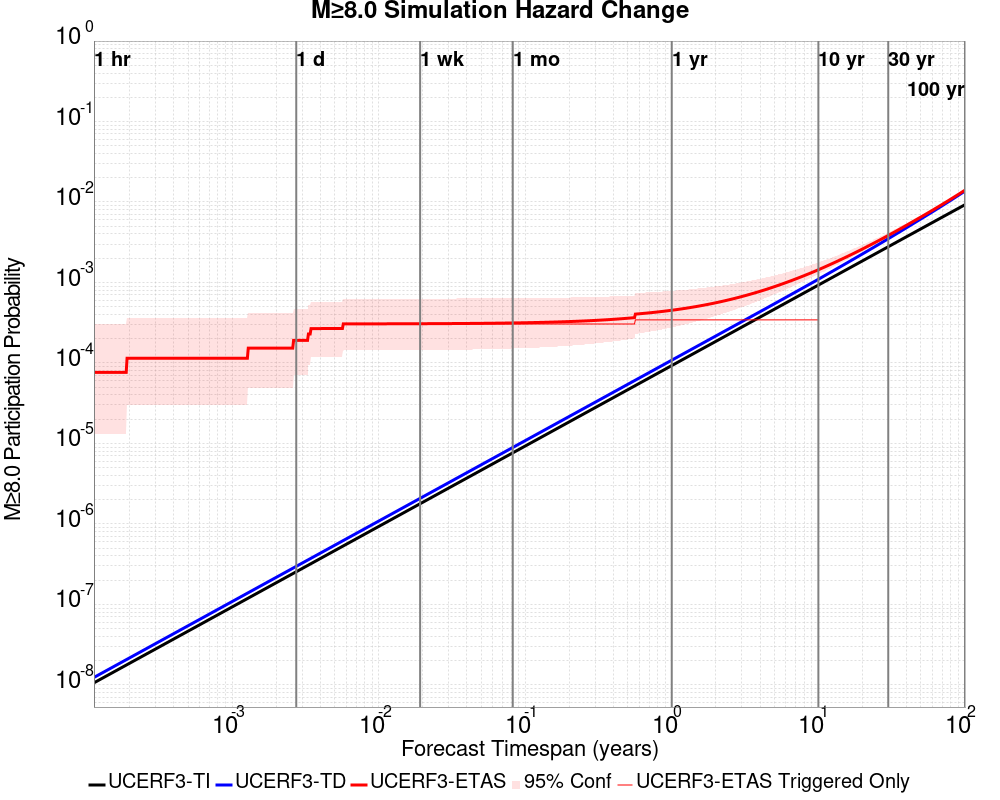 M≥8.0 Simulation Hazard Change
1 hr 1 d 1 wk 1 mo 1 yr 10 yr 30 yr
100 yr
M≥8.0 Participation Probability
10^0
10^-1
10^-2
10^-3
10^-4
10^-5
10^-6
10^-7
10^-8
10^-3 10^-2 10^-1 10^0 10^1 10^2
Forecast Timespan (years)
UCERF3-TI UCERF3-TD UCERF3-ETAS 95% Conf UCERF3-ETAS Triggered Only